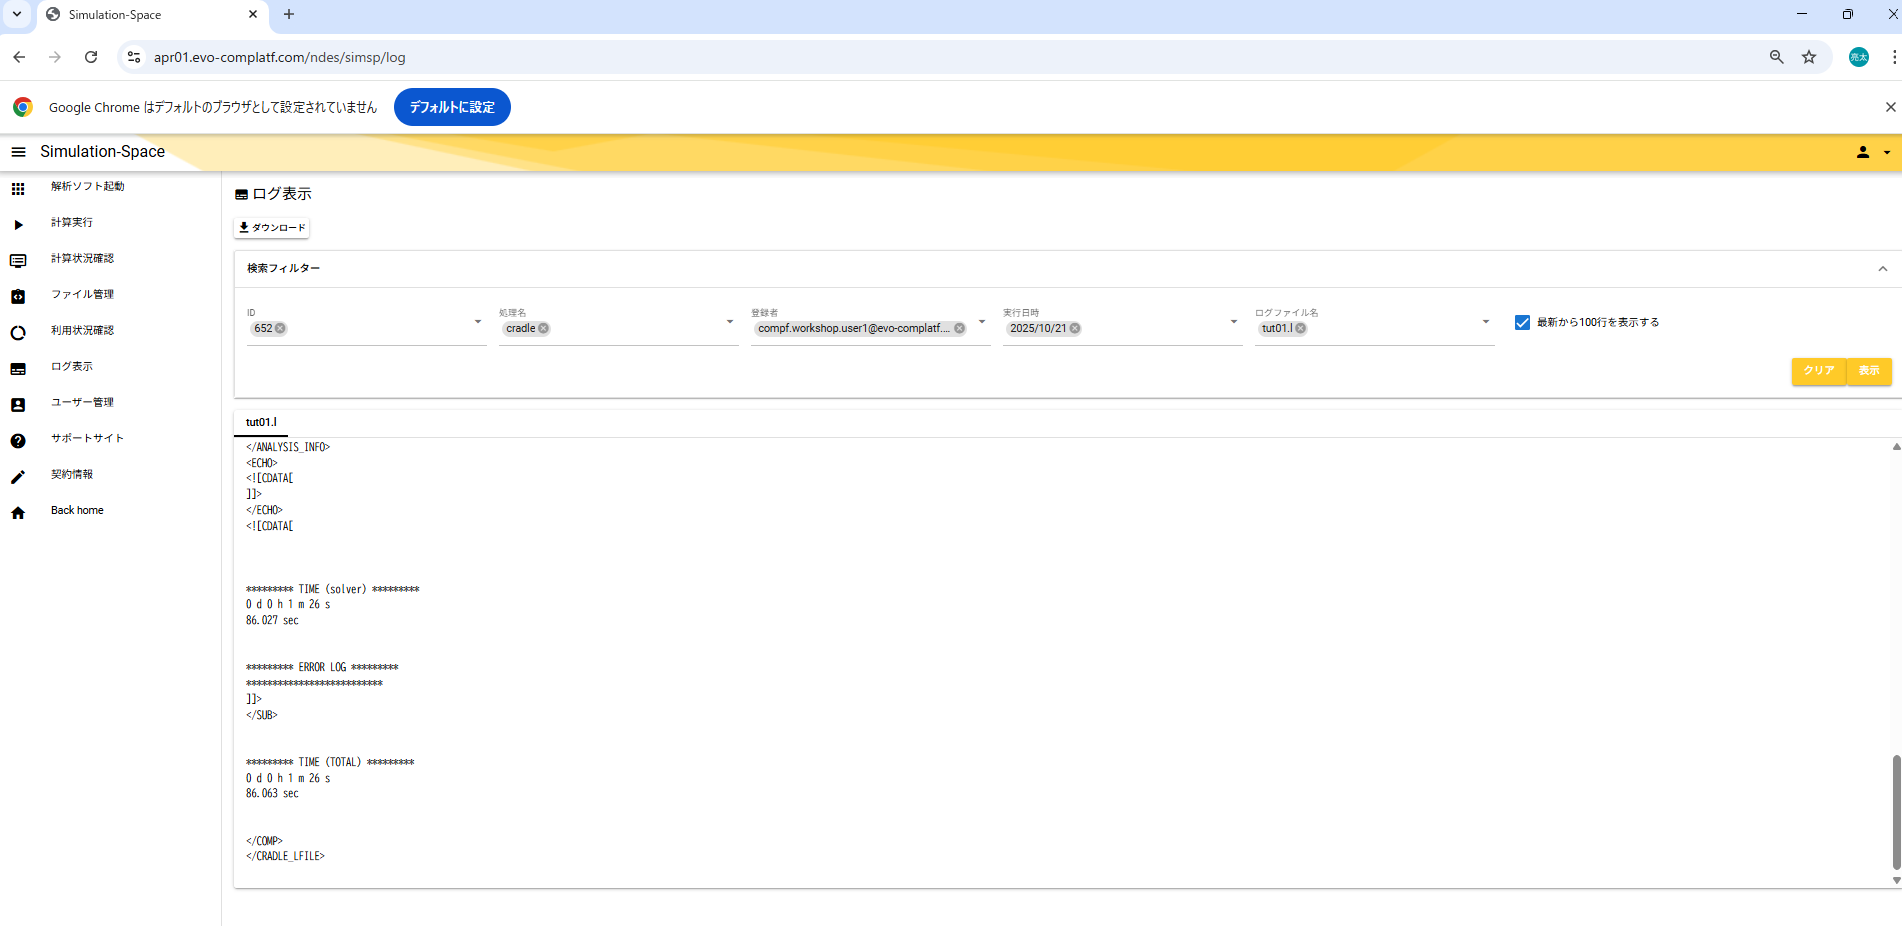 Simulation-Space
apr01.evo-complatf.com/ndes/simsp/log
亮太
Google Chrome はデフォルトのブラウザとして設定されていません
デフォルトに設定
Simulation-Space
解析ソフト起動
計算実行
計算状況確認
ファイル管理
利用状況確認
ログ表示
ユーザー管理
サポートサイト
契約情報
Back home
ログ表示
ダウンロード
検索フィルター
ID
652
処理名
cradle
登録者
compf.workshop.user1@evo-complatf....
実行日時
2025/10/21
ログファイル名
tut01.l
最新から100行を表示する
クリア
表示
tut01.l
</ANALYSIS_INFO>
<ECHO>
<![CDATA[
]]>
</ECHO>
<![CDATA[
********* TIME (solver) *********
0 d 0 h 1 m 26 s
86.027 sec
********* ERROR LOG *********
**************************
]]>
</SUB>
********* TIME (TOTAL) *********
0 d 0 h 1 m 26 s
86.063 sec
</COMP>
</CRADLE_LFILE>